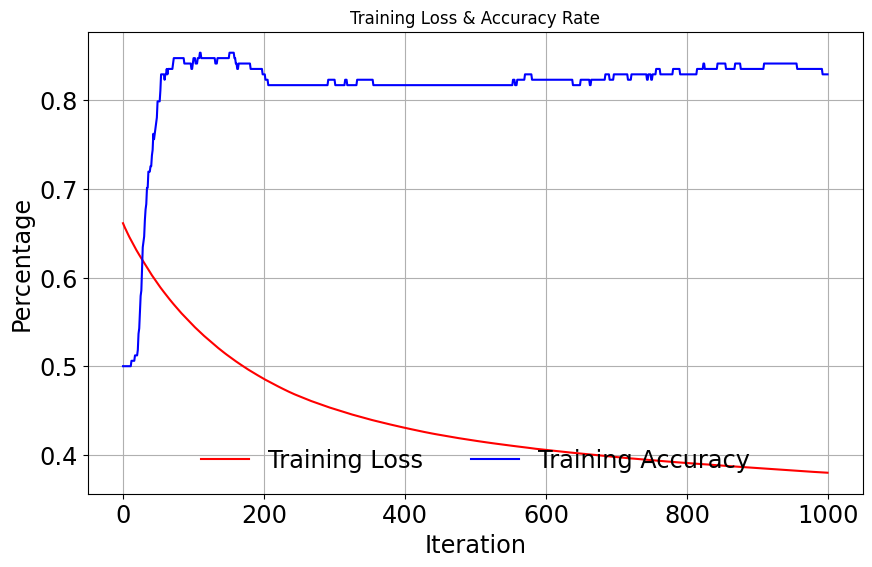 Training Loss & Accuracy Rate
Percentage
0.8
0.7
0.6
0.5
0.4
Training Loss
Training Accuracy
0 200 400 600 800 1000
Iteration